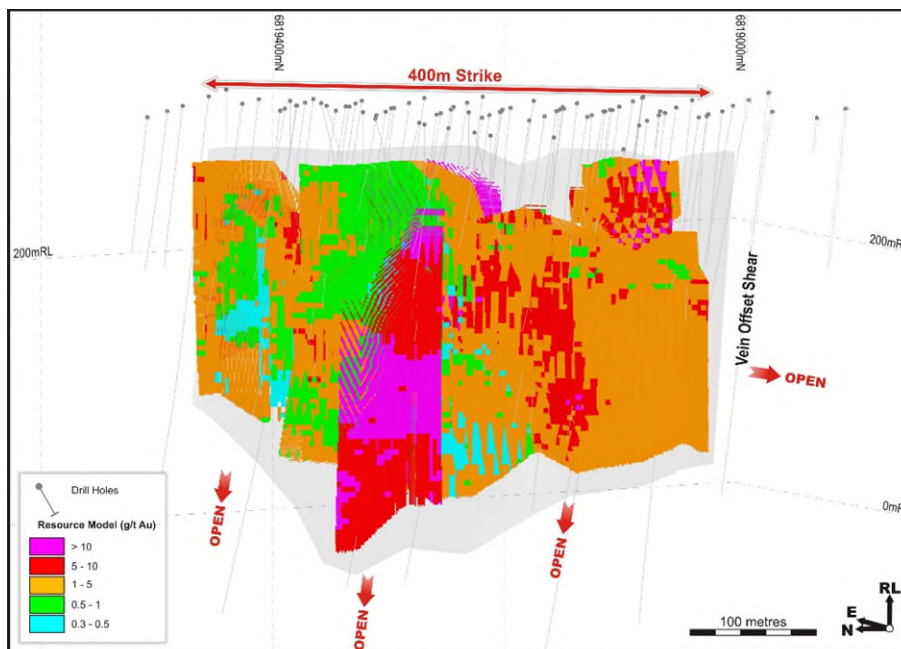 6819400mN
6819000mN
400m Strike
200mRL
200mR
Vein Offset Shear
OPEN
0mR
OPEN
OPEN
OPEN
Drill Holes
Resource Model (g/t Au)
> 10
5 - 10
1 - 5
0.5 - 1
0.3 - 0.5
100 metres
RL
E
N